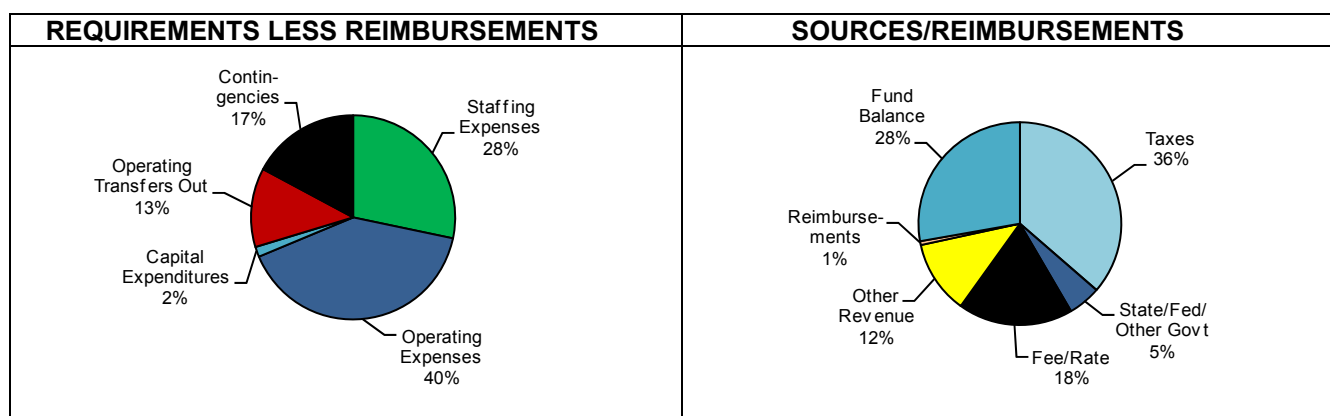 REQUIREMENTS LESS REIMBURSEMENTS
Contin-
gencies
17%
Staffing
Expenses
28%
Operating
Transfers Out
13%
Capital
Expenditures
2%
Operating
Expenses
40%
SOURCES/REIMBURSEMENTS
Fund
Balance
28%
Taxes
36%
Reimburse-
ments
1%
Other
Revenue
12%
State/Fed/
Other Govt
5%
Fee/Rate
18%